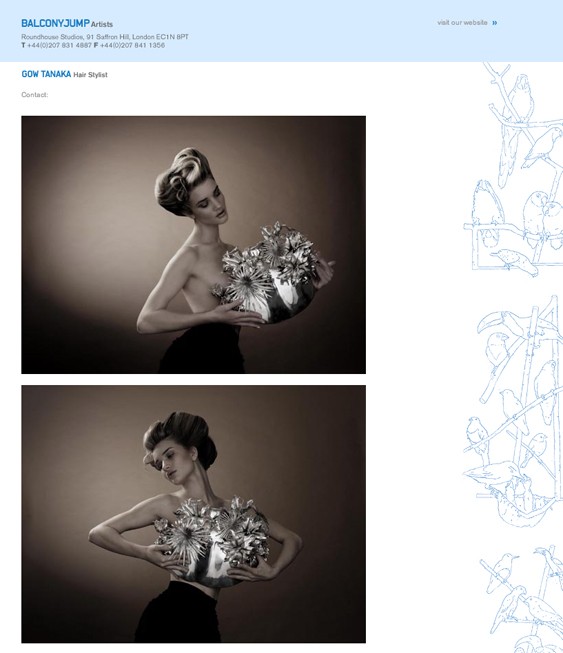 BALCONYJUMP Artists
visit our website »
Roundhouse Studios, 91 Saffron Hill, London EC1N 8PT
T +44(0)207 831 4887 F +44(0)207 841 1356
GOW TANAKA Hair Stylist
Contact: